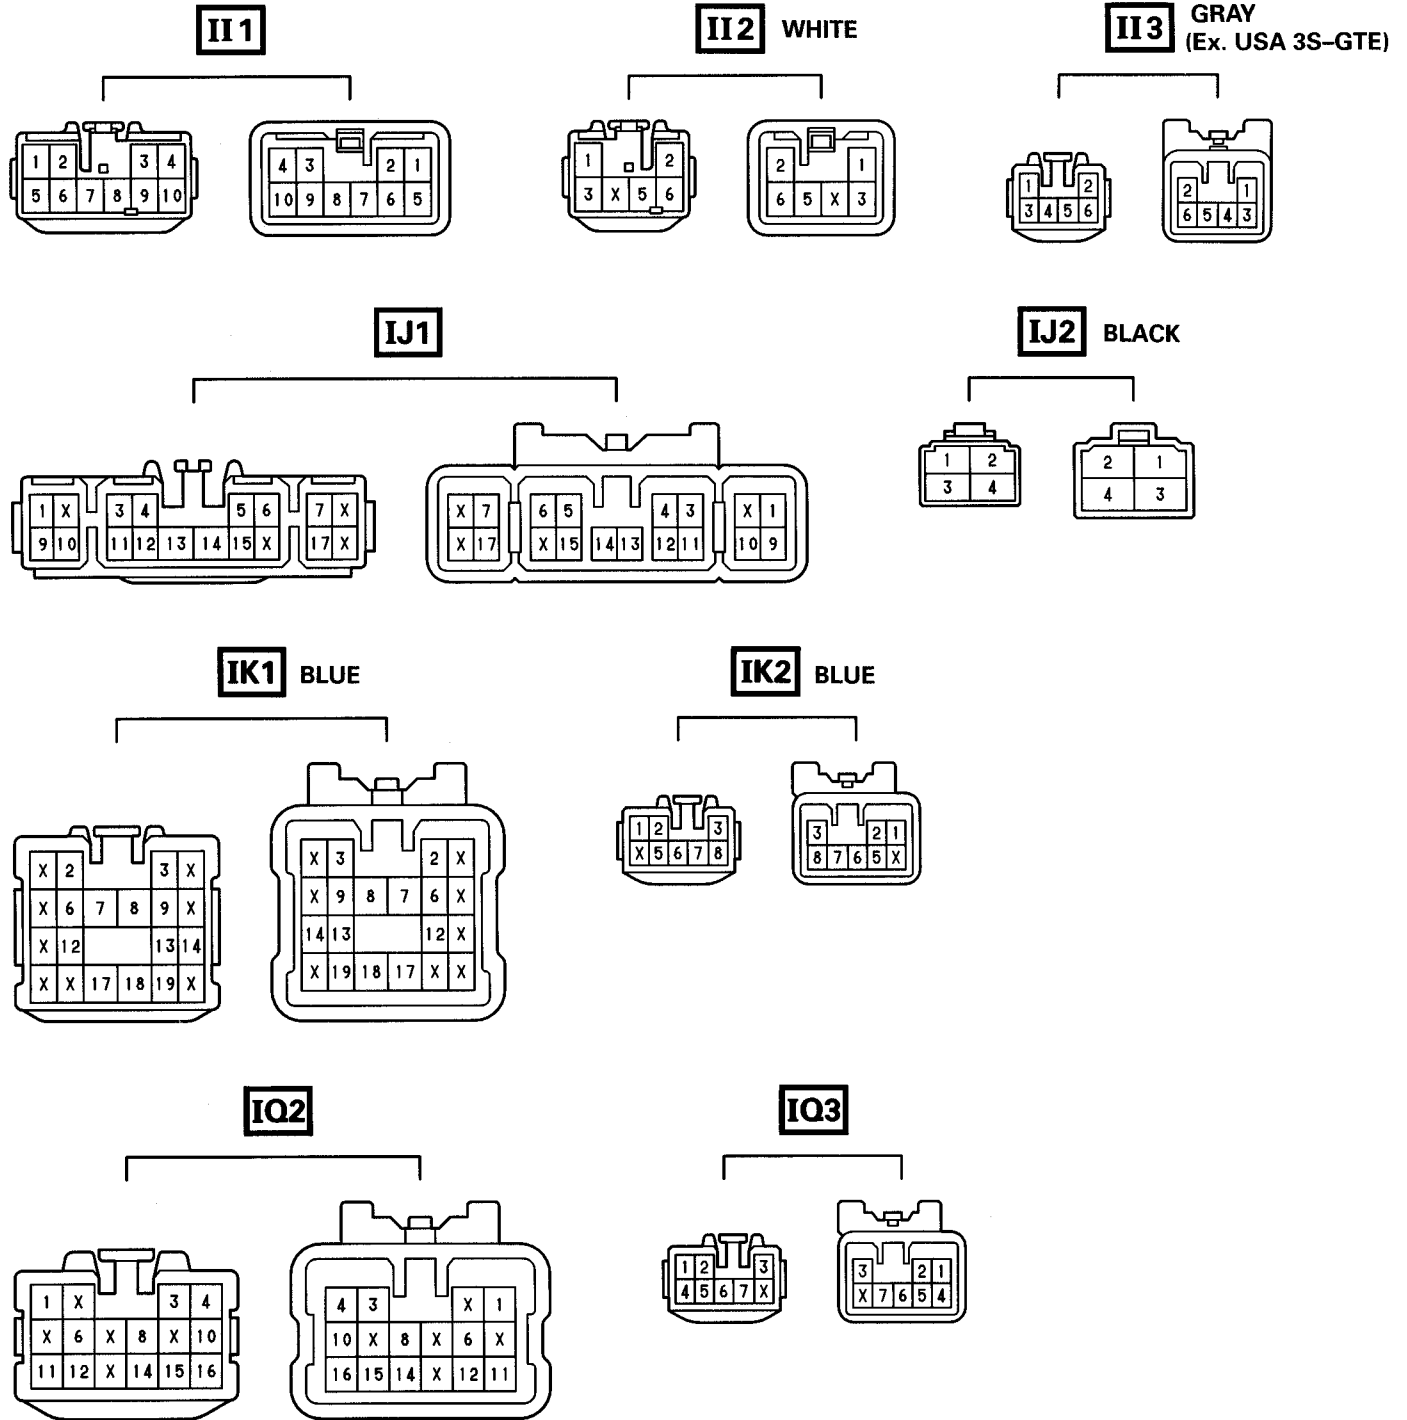 II1
II2 WHITE
II3 GRAY
(Ex. USA 3S–GTE)
1 2 3 4
5 6 7 8 9 10
4 3 2 1
10 9 8 7 6 5
1 2
3 X 5 6
2 1
6 5 X 3
1 2
3 4 5 6
2 1
6 5 4 3
IJ1
IJ2 BLACK
1 X 3 4 5 6 7 X
9 10 11 12 13 14 15 X 17 X
X 7 6 5 4 3 X 1
X 17 X 15 14 13 12 11 10 9
1 2
3 4
2 1
4 3
IK1 BLUE
IK2 BLUE
X 2 3 X
X 6 7 8 9 X
X 12 13 14
X X 17 18 19 X
X 3 2 X
X 9 8 7 6 X
14 13 12 X
X 19 18 17 X X
1 2 3
X 5 6 7 8
3 2 1
8 7 6 5 X
IQ2
IQ3
1 X 3 4
X 6 X 8 X 10
11 12 X 14 15 16
4 3 X 1
10 X 8 X 6 X
16 15 14 X 12 11
1 2 3
4 5 6 7 X
3 2 1
X 7 6 5 4